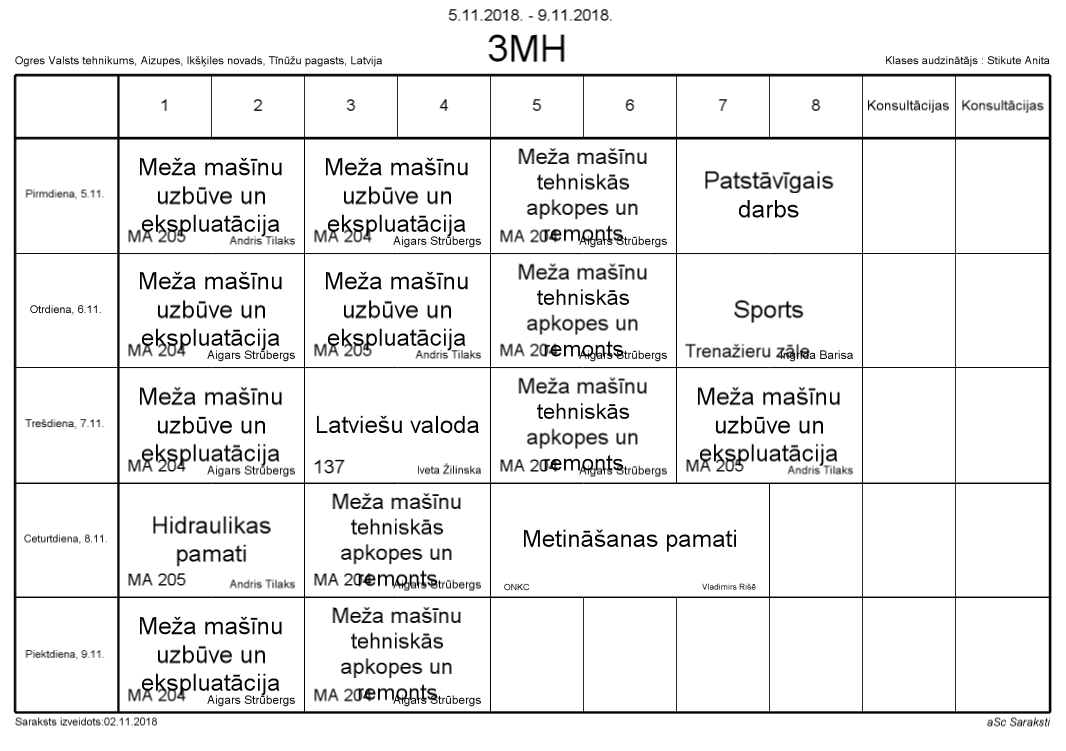 5.11.2018. - 9.11.2018.
3MH
Ogres Valsts tehnikums, Aizupes, Ikšķiles novads, Tīnūžu pagasts, Latvija
Klases audzinātājs : Stikute Anita
1 2 3 4 5 6 7 8 Konsultācijas Konsultācijas
Pirmdiena, 5.11.
Meža mašīnu
uzbūve un
ekspluatācija
MA 205 Andris Tilaks
Meža mašīnu
uzbūve un
ekspluatācija
MA 204 Aigars Strūbergs
Meža mašīnu
tehniskās
apkopes un
remonts
MA 204 Aigars Strūbergs
Patstāvīgais
darbs
Otrdiena, 6.11.
Meža mašīnu
uzbūve un
ekspluatācija
MA 204 Aigars Strūbergs
Meža mašīnu
uzbūve un
ekspluatācija
MA 205 Andris Tilaks
Meža mašīnu
tehniskās
apkopes un
remonts
MA 204 Aigars Strūbergs
Sports
Trenažieru zāle Ingrīda Barisa
Trešdiena, 7.11.
Meža mašīnu
uzbūve un
ekspluatācija
MA 204 Aigars Strūbergs
Latviešu valoda
137 Iveta Žilinska
Meža mašīnu
tehniskās
apkopes un
remonts
MA 204 Aigars Strūbergs
Meža mašīnu
uzbūve un
ekspluatācija
MA 205 Andris Tilaks
Ceturtdiena, 8.11.
Hidraulikas
pamati
MA 205 Andris Tilaks
Meža mašīnu
tehniskās
apkopes un
remonts
MA 204 Aigars Strūbergs
Metināšanas pamati
ONKC Vladimirs Rišē
Piektdiena, 9.11.
Meža mašīnu
uzbūve un
ekspluatācija
MA 204 Aigars Strūbergs
Meža mašīnu
tehniskās
apkopes un
remonts
MA 204 Aigars Strūbergs
Saraksts izveidots:02.11.2018
aSc Saraksti